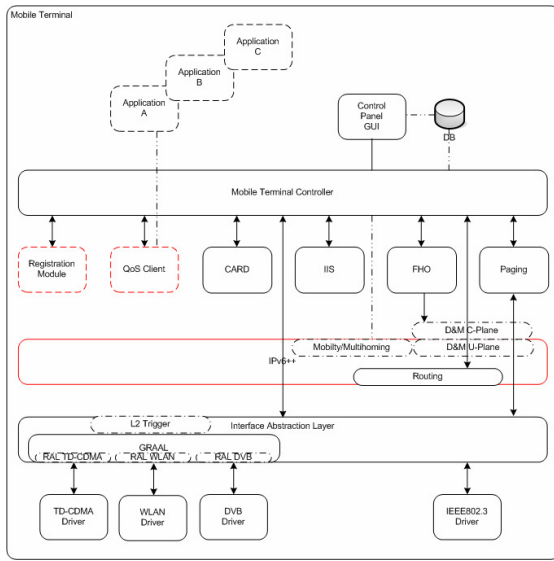 Mobile Terminal
Application
C
Application
B
Application
A
Control
Panel
GUI
DB
Mobile Terminal Controller
Registration
Module
QoS Client
CARD
IIS
FHO
Paging
D&M C-Plane
Mobilty/Multihoming
D&M U-Plane
IPv6++
Routing
L2 Trigger
Interface Abstraction Layer
GRAAL
RAL TD-CDMA
RAL WLAN
RAL DVB
TD-CDMA
Driver
WLAN
Driver
DVB
Driver
IEEE802.3
Driver